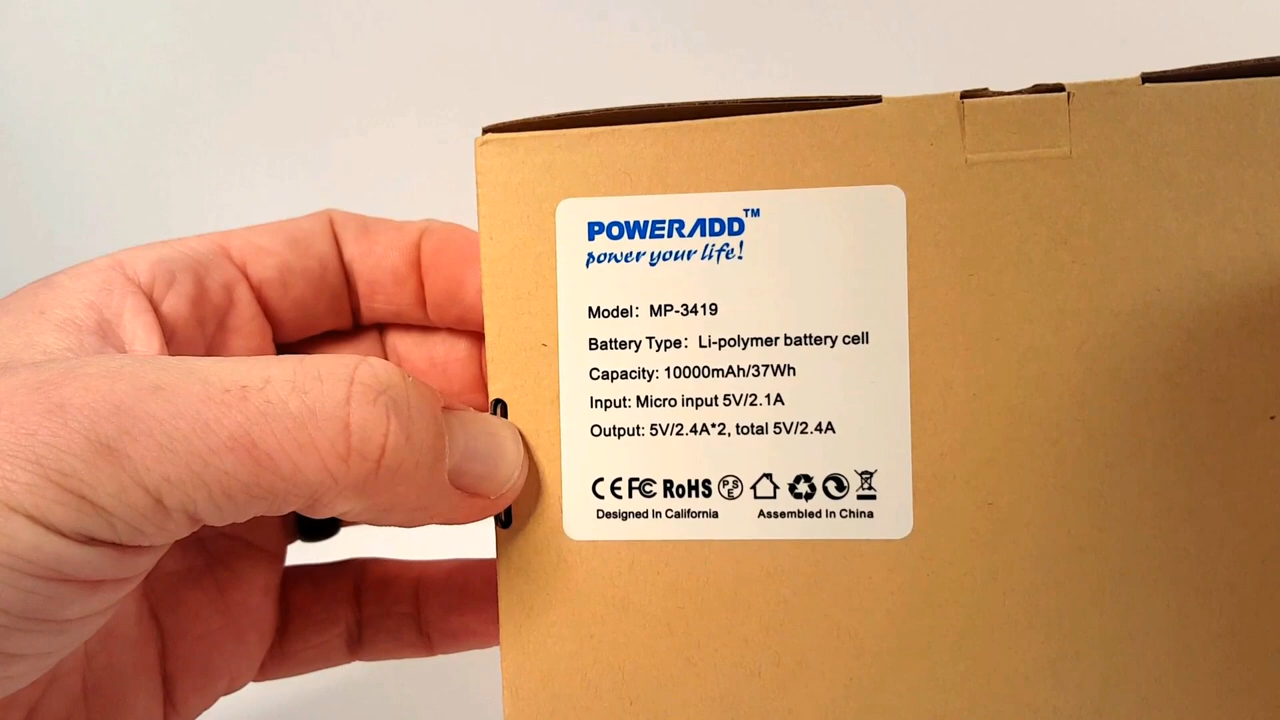 POWERADD™
power your life!
Model: MP-3419
Battery Type: Li-polymer battery cell
Capacity: 10000mAh/37Wh
Input: Micro input 5V/2.1A
Output: 5V/2.4A*2, total 5V/2.4A
CE FC RoHS PSE
Designed In California Assembled In China